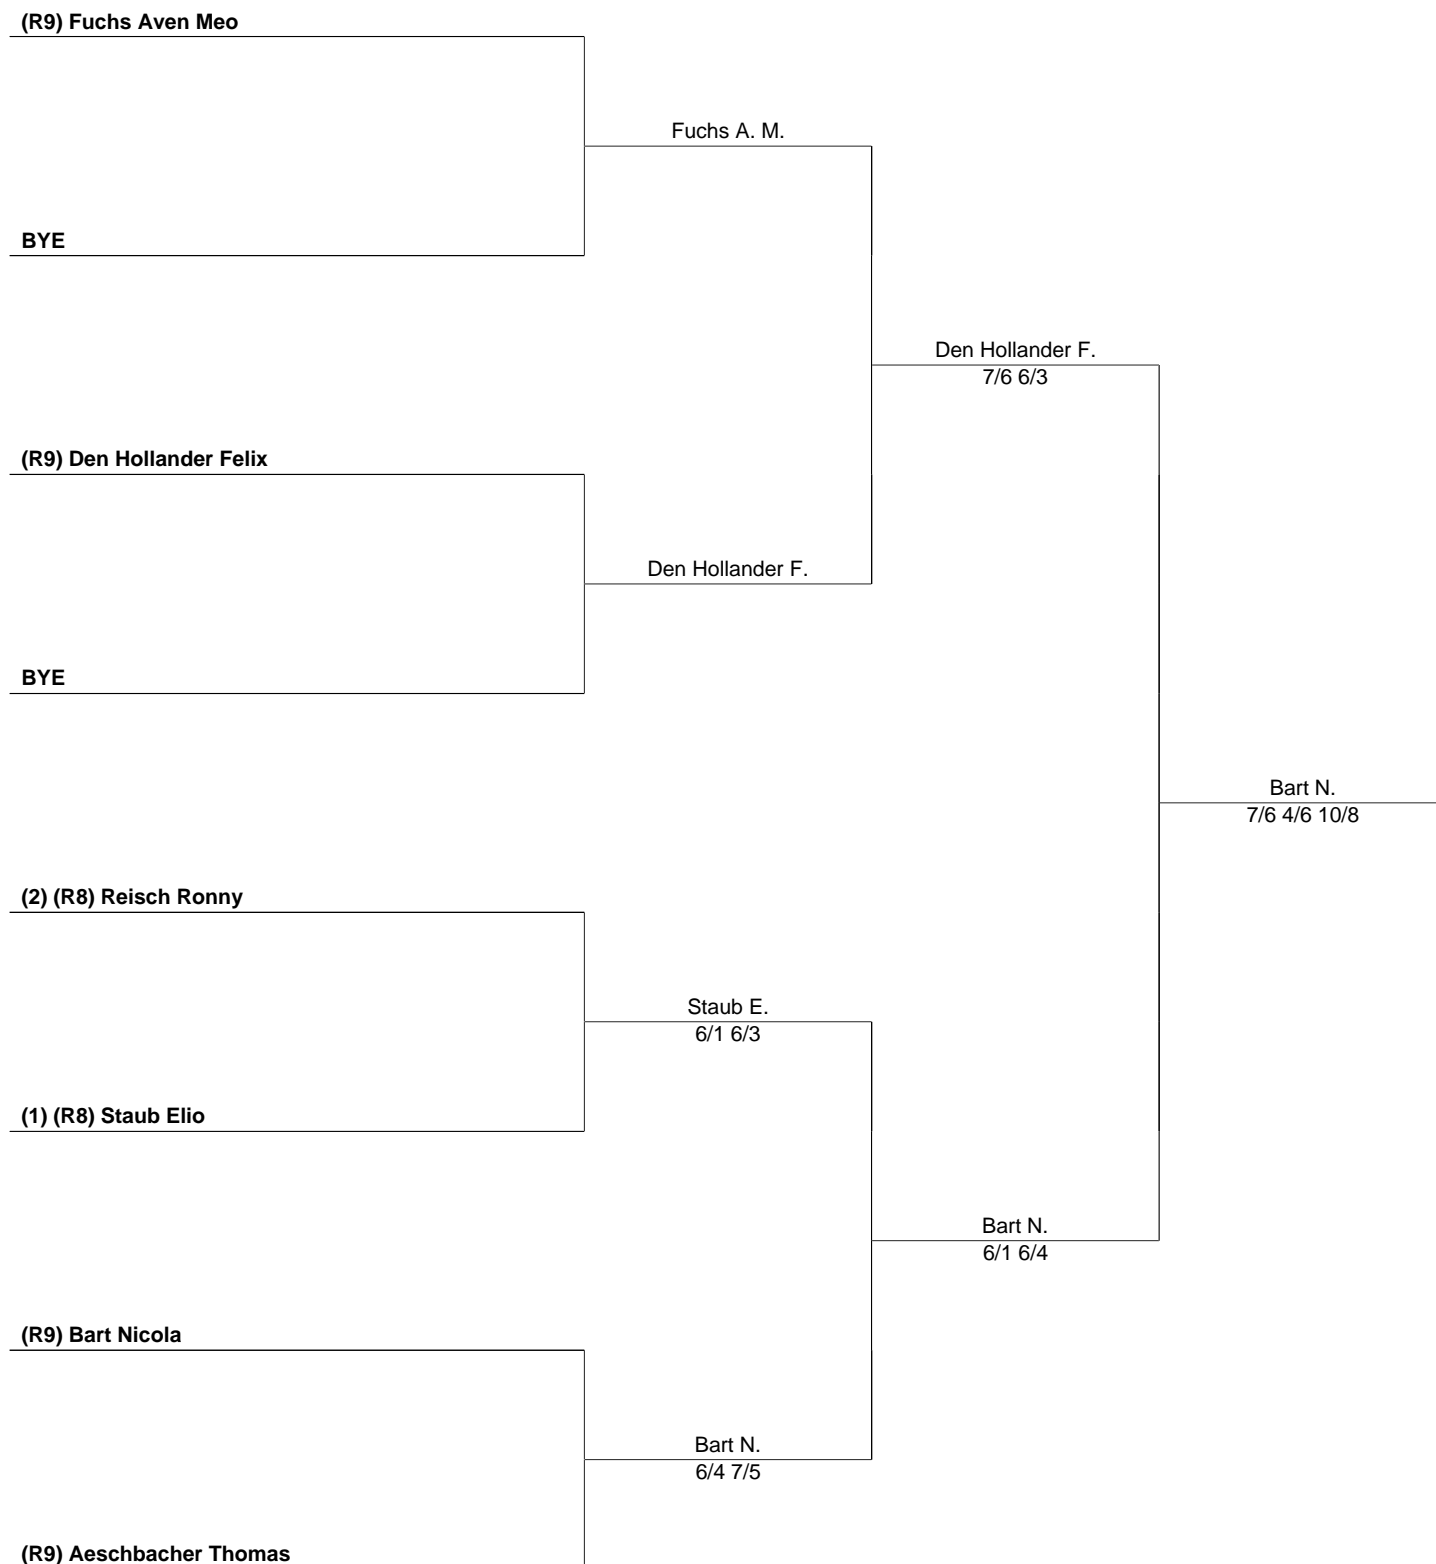 (R9) Fuchs Aven Meo
Fuchs A. M.
BYE
Den Hollander F.
7/6 6/3
(R9) Den Hollander Felix
Den Hollander F.
BYE
Bart N.
7/6 4/6 10/8
(2) (R8) Reisch Ronny
Staub E.
6/1 6/3
(1) (R8) Staub Elio
Bart N.
6/1 6/4
(R9) Bart Nicola
Bart N.
6/4 7/5
(R9) Aeschbacher Thomas